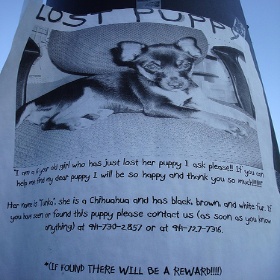 LOST PUPPY
"I am a 6 year old girl who has just lost her puppy I ask please!!! If you can
help me find my dear puppy I will be so happy and thank you so much!!!!!"
Her name is "Tinka", she is a Chihuahua and has black, brown, and white fur. If
you have seen or found this puppy please contact us (as soon as you know
anything) at 914-730-2857 or at 914-723-7316.
*(IF FOUND THERE WILL BE A REWARD!!!!)